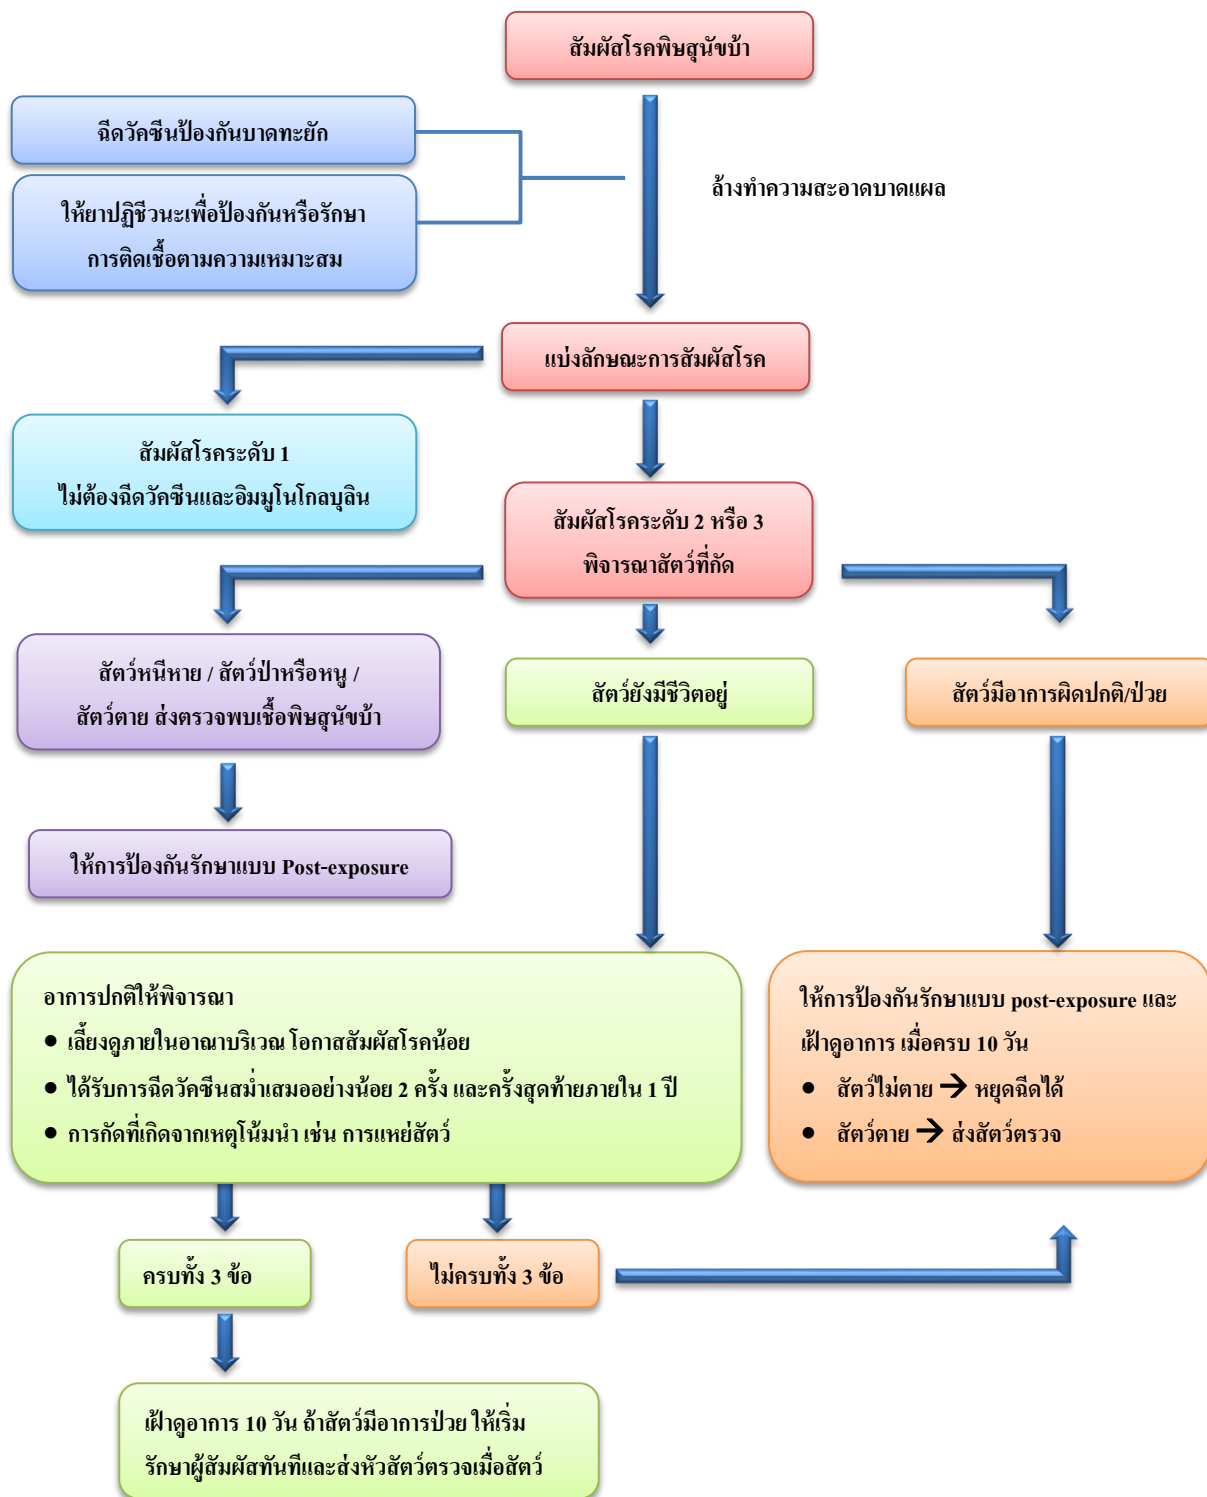 สัมผัสโรคพิษสุนัขบ้า
ฉีดวัคซีนป้องกันบาดทะยัก
ล้างทำความสะอาดบาดแผล
ให้ยาปฏิชีวนะเพื่อป้องกันหรือรักษา
การติดเชื้อตามความเหมาะสม
แบ่งลักษณะการสัมผัสโรค
สัมผัสโรคระดับ 1
ไม่ต้องฉีดวัคซีนและอิมมูโนโกลบุลิน
สัมผัสโรคระดับ 2 หรือ 3
พิจารณาสัตว์ที่กัด
สัตว์หนีหาย / สัตว์ป่าหรือหนู /
สัตว์ตาย ส่งตรวจพบเชื้อพิษสุนัขบ้า
สัตว์ยังมีชีวิตอยู่
สัตว์มีอาการผิดปกติ/ป่วย
ให้การป้องกันรักษาแบบ Post-exposure
อาการปกติให้พิจารณา
● เลี้ยงดูภายในอาณาบริเวณ โอกาสสัมผัสโรคน้อย
● ได้รับการฉีดวัคซีนสม่ำเสมออย่างน้อย 2 ครั้ง และครั้งสุดท้ายภายใน 1 ปี
● การกัดที่เกิดจากเหตุโน้มนำ เช่น การแหย่สัตว์
ให้การป้องกันรักษาแบบ post-exposure และ
เฝ้าดูอาการ เมื่อครบ 10 วัน
● สัตว์ไม่ตาย → หยุดฉีดได้
● สัตว์ตาย → ส่งสัตว์ตรวจ
ครบทั้ง 3 ข้อ
ไม่ครบทั้ง 3 ข้อ
เฝ้าดูอาการ 10 วัน ถ้าสัตว์มีอาการป่วย ให้เริ่ม
รักษาผู้สัมผัสทันทีและส่งหัวสัตว์ตรวจเมื่อสัตว์